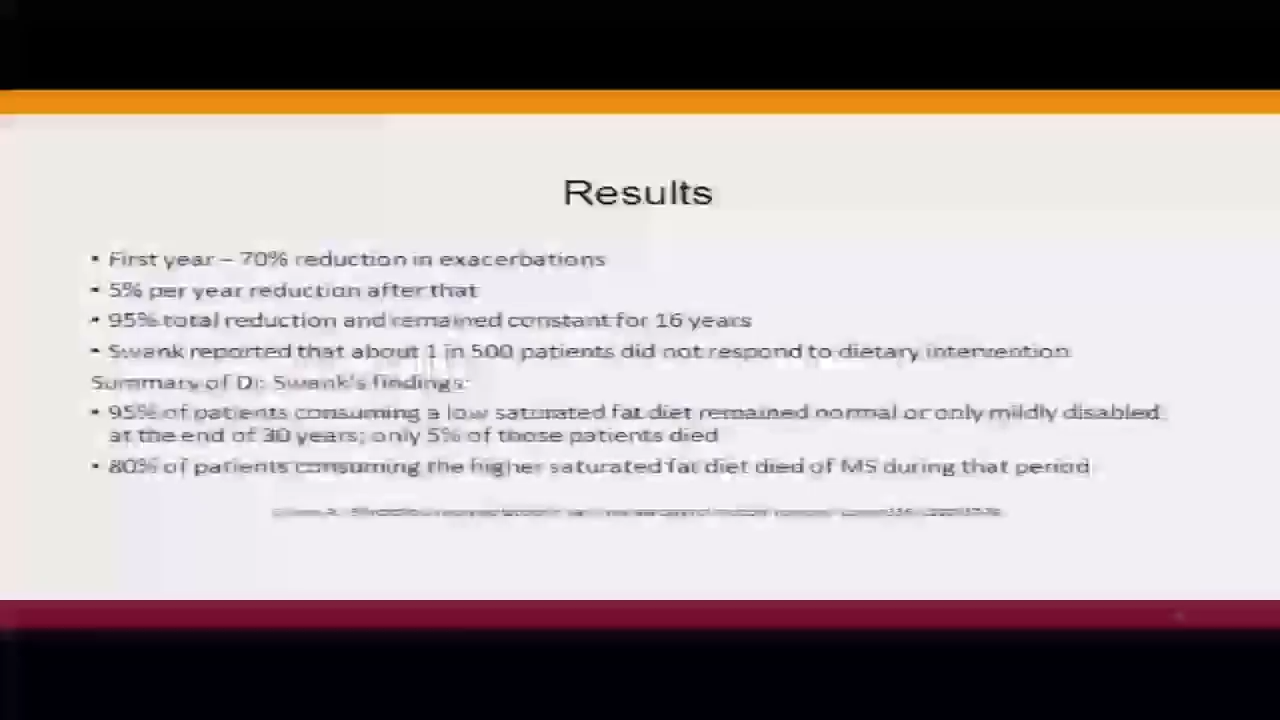 Results
• First year – 70% reduction in exacerbations
• 5% per year reduction after that
• 95% total reduction and remained constant for 16 years
• Swank reported that about 1 in 500 patients did not respond to dietary intervention
Summary of Dr. Swank's findings:
• 95% of patients consuming a low saturated fat diet remained normal or only mildly disabled
at the end of 30 years; only 5% of those patients died
• 80% of patients consuming the higher saturated fat diet died of MS during that period